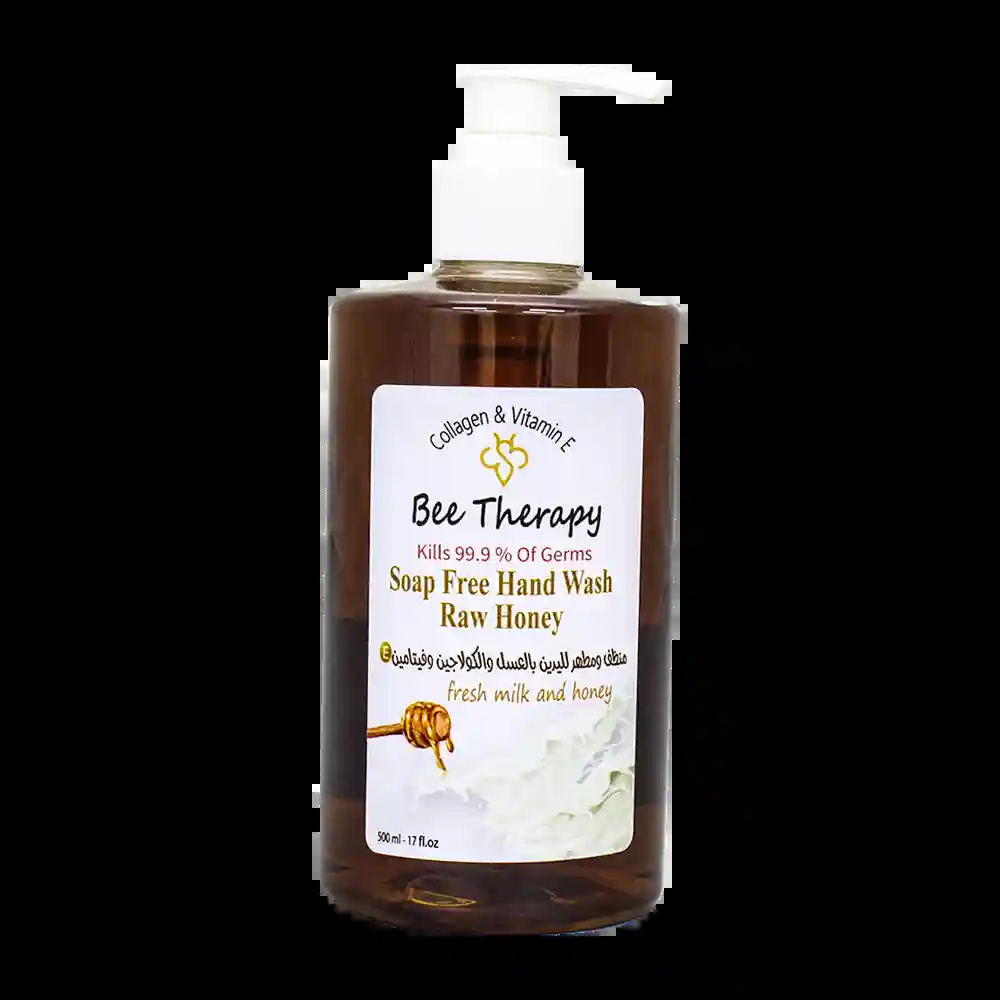 Collagen & Vitamin E
Bee Therapy
Kills 99.9 % Of Germs
Soap Free Hand Wash
Raw Honey
منظف ومطهر لليدين بالعسل والكولاجين وفيتامين E
fresh milk and honey
500 ml - 17 fl.oz